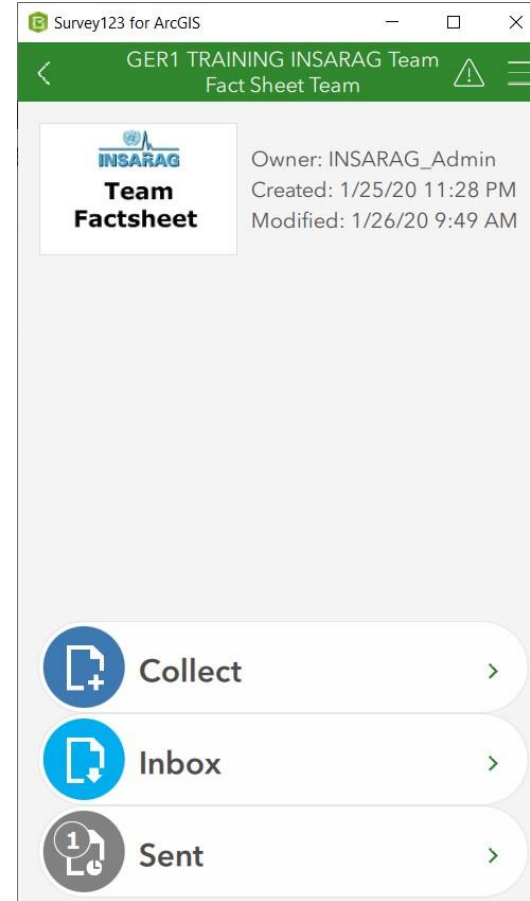 Survey123 for ArcGIS
GER1 TRAINING INSARAG Team
Fact Sheet Team
INSARAG
Team
Factsheet
Owner: INSARAG_Admin
Created: 1/25/20 11:28 PM
Modified: 1/26/20 9:49 AM
Collect
Inbox
1
Sent